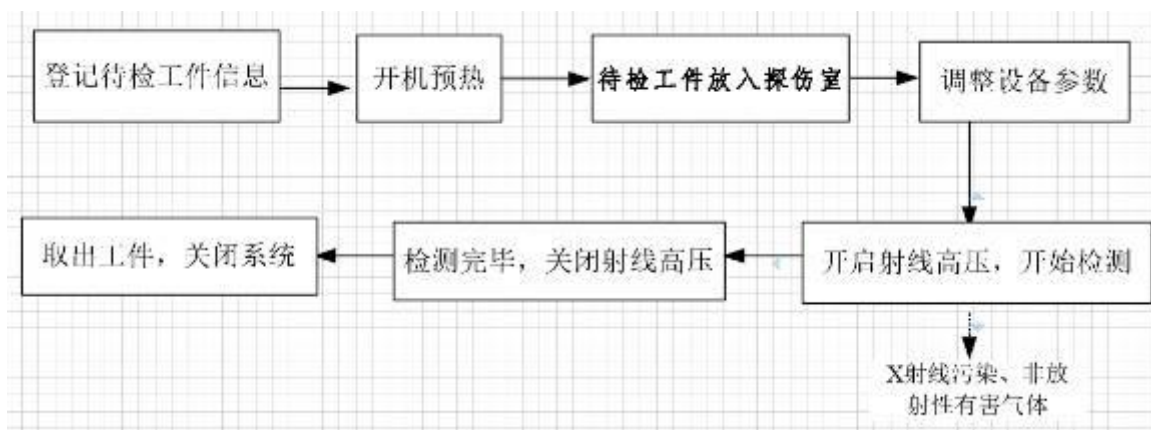 登记待检工件信息
开机预热
待检工件放入探伤室
调整设备参数
开启射线高压，开始检测
检测完毕，关闭射线高压
取出工件，关闭系统
X射线污染、非放
射性有害气体